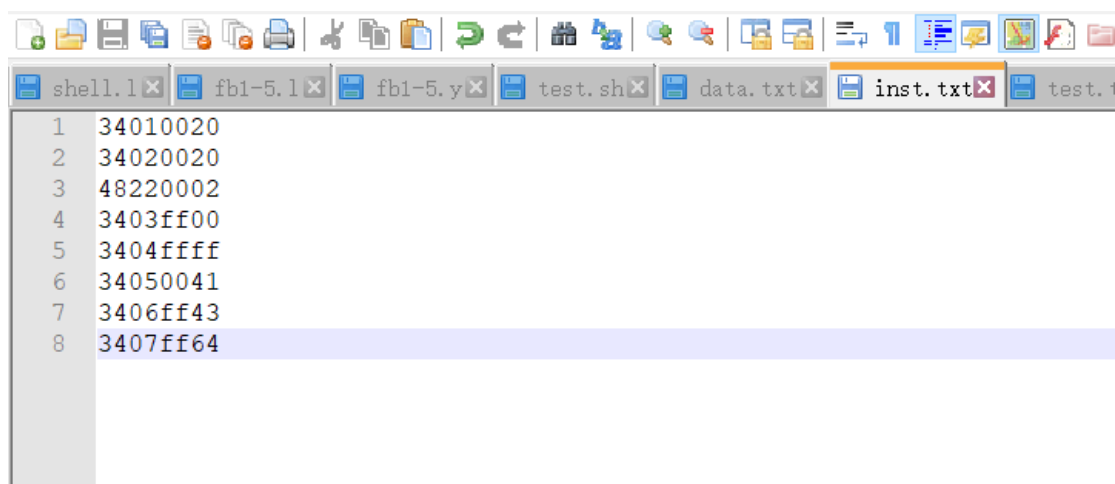 shell.l fb1-5.l fb1-5.y test.sh data.txt inst.txt test.
1 34010020
2 34020020
3 48220002
4 3403ff00
5 3404ffff
6 34050041
7 3406ff43
8 3407ff64